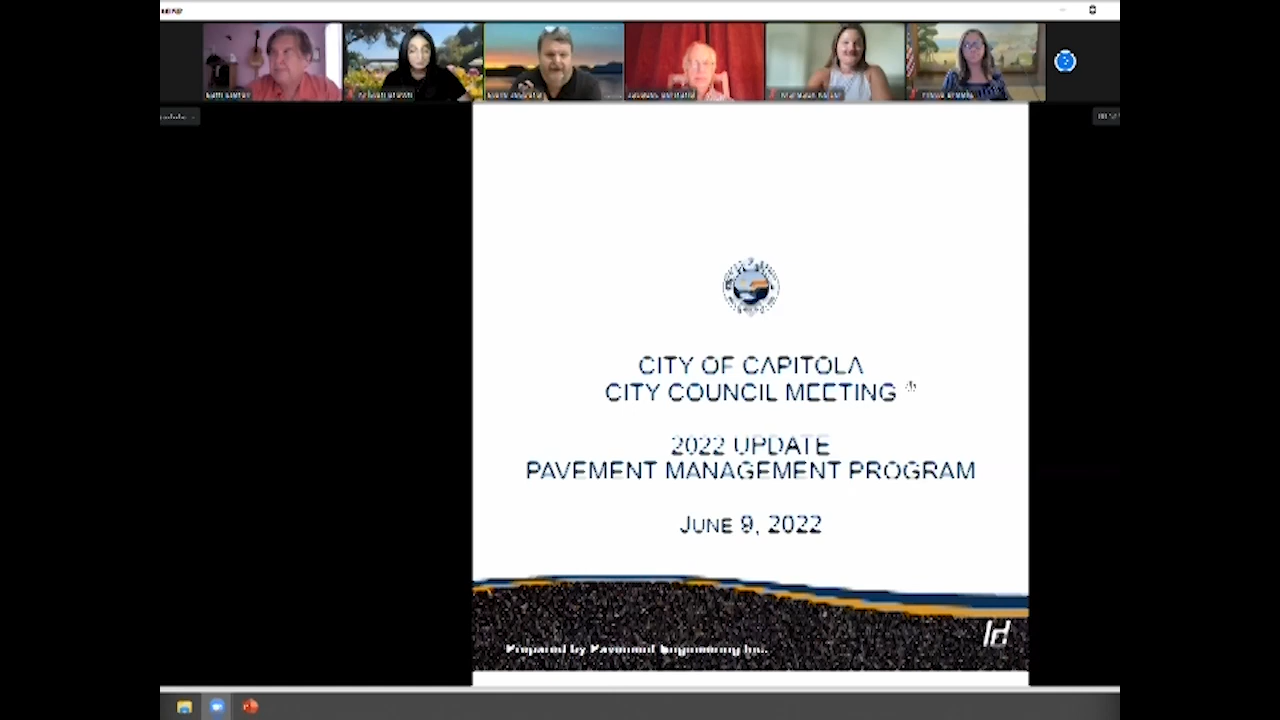 CITY OF CAPITOLA
CITY COUNCIL MEETING
2022 UPDATE
PAVEMENT MANAGEMENT PROGRAM
JUNE 9, 2022
Prepared by Pavement Engineering Inc.